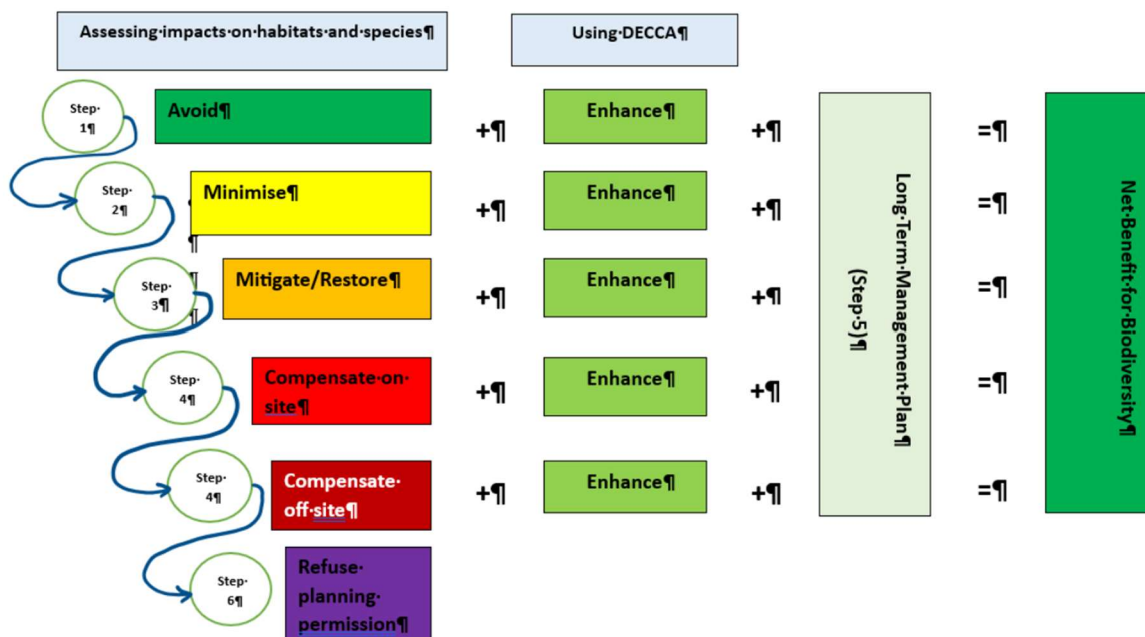 Assessing·impacts·on·habitats·and·species¶
Using·DECCA¶
Step·
1¶
Avoid¶
+¶
Enhance¶
+¶
=¶
Step·
2¶
Minimise¶
+¶
Enhance¶
+¶
=¶
¶
¶
¶
Step·
3¶
Mitigate/Restore¶
+¶
Enhance¶
+¶
=¶
Step·
4¶
Compensate·on·
site¶
+¶
Enhance¶
+¶
=¶
Step·
4¶
Compensate·
off·site¶
+¶
Enhance¶
+¶
=¶
Step·
6¶
Refuse·
planning·
permission¶
Long·Term·Management·Plan¶
(Step·5)¶
Net·Benefit·for·Biodiversity¶